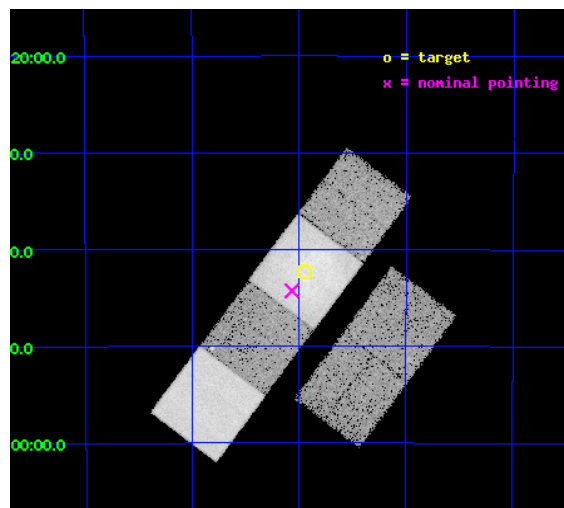 20:00.0
o = target
x = nominal pointing
0.0
0.0
0.0
00:00.0